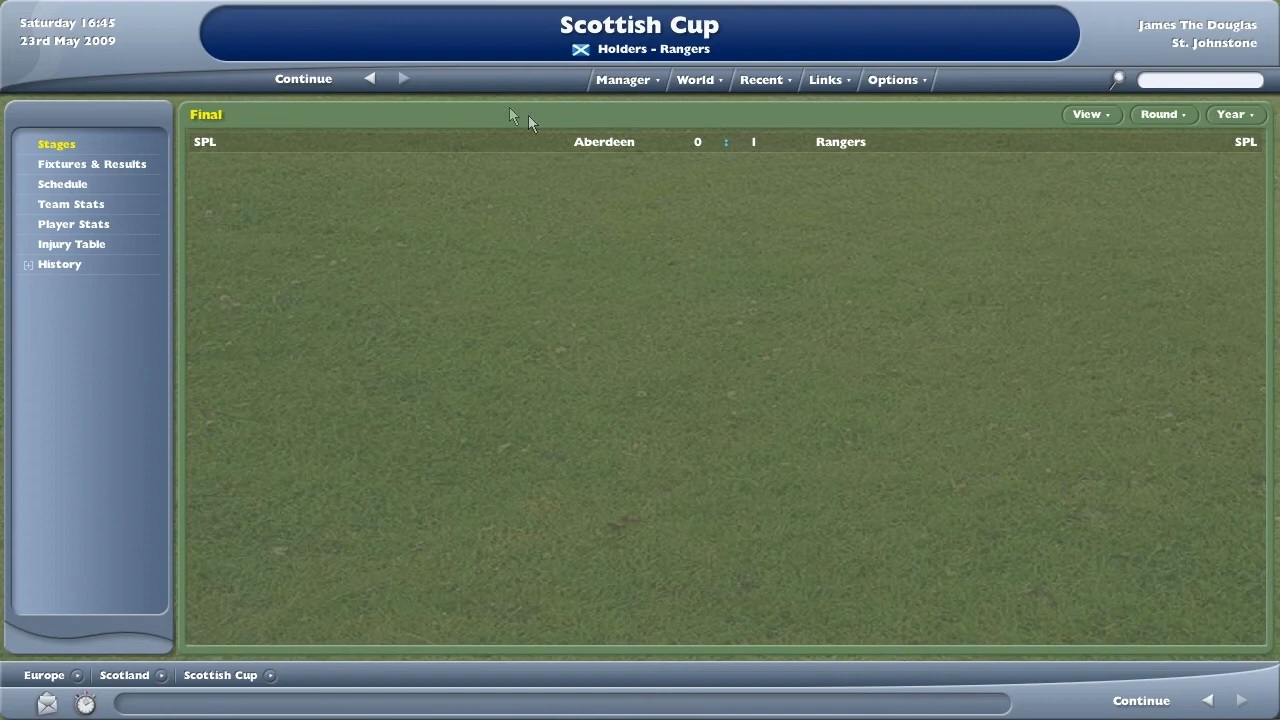 Saturday 16:45
23rd May 2009
Scottish Cup
Holders - Rangers
James The Douglas
St. Johnstone
Continue
Manager
World
Recent
Links
Options
Final
View
Round
Year
SPL Aberdeen 0 : 1 Rangers SPL
Stages
Fixtures & Results
Schedule
Team Stats
Player Stats
Injury Table
History
Europe
Scotland
Scottish Cup
Continue